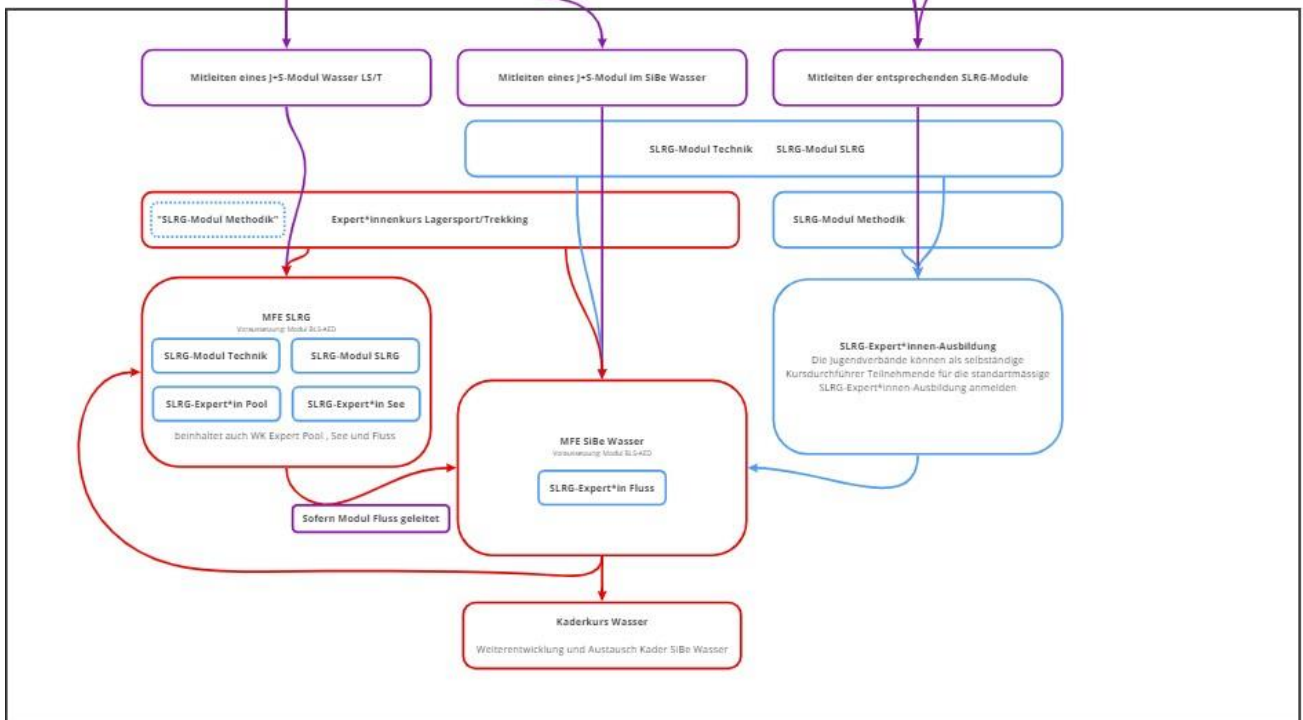 Mitleiten eines J+S-Modul Wasser LS/T
Mitleiten eines J+S-Modul im SiBe Wasser
Mitleiten der entsprechenden SLRG-Module
SLRG-Modul Technik SLRG-Modul SLRG
"SLRG-Modul Methodik"
Expert*innenkurs Lagersport/Trekking
SLRG-Modul Methodik
MFE SLRG
Voraussetzung: Modul BLS-AED
SLRG-Modul Technik
SLRG-Modul SLRG
SLRG-Expert*in Pool
SLRG-Expert*in See
beinhaltet auch WK Expert Pool , See und Fluss
SLRG-Expert*innen-Ausbildung
Die Jugendverbände können als selbständige
Kursdurchführer Teilnehmende für die standartmässige
SLRG-Expert*innen-Ausbildung anmelden
MFE SiBe Wasser
Voraussetzung: Modul BLS-AED
SLRG-Expert*in Fluss
Sofern Modul Fluss geleitet
Kaderkurs Wasser
Weiterentwicklung und Austausch Kader SiBe Wasser